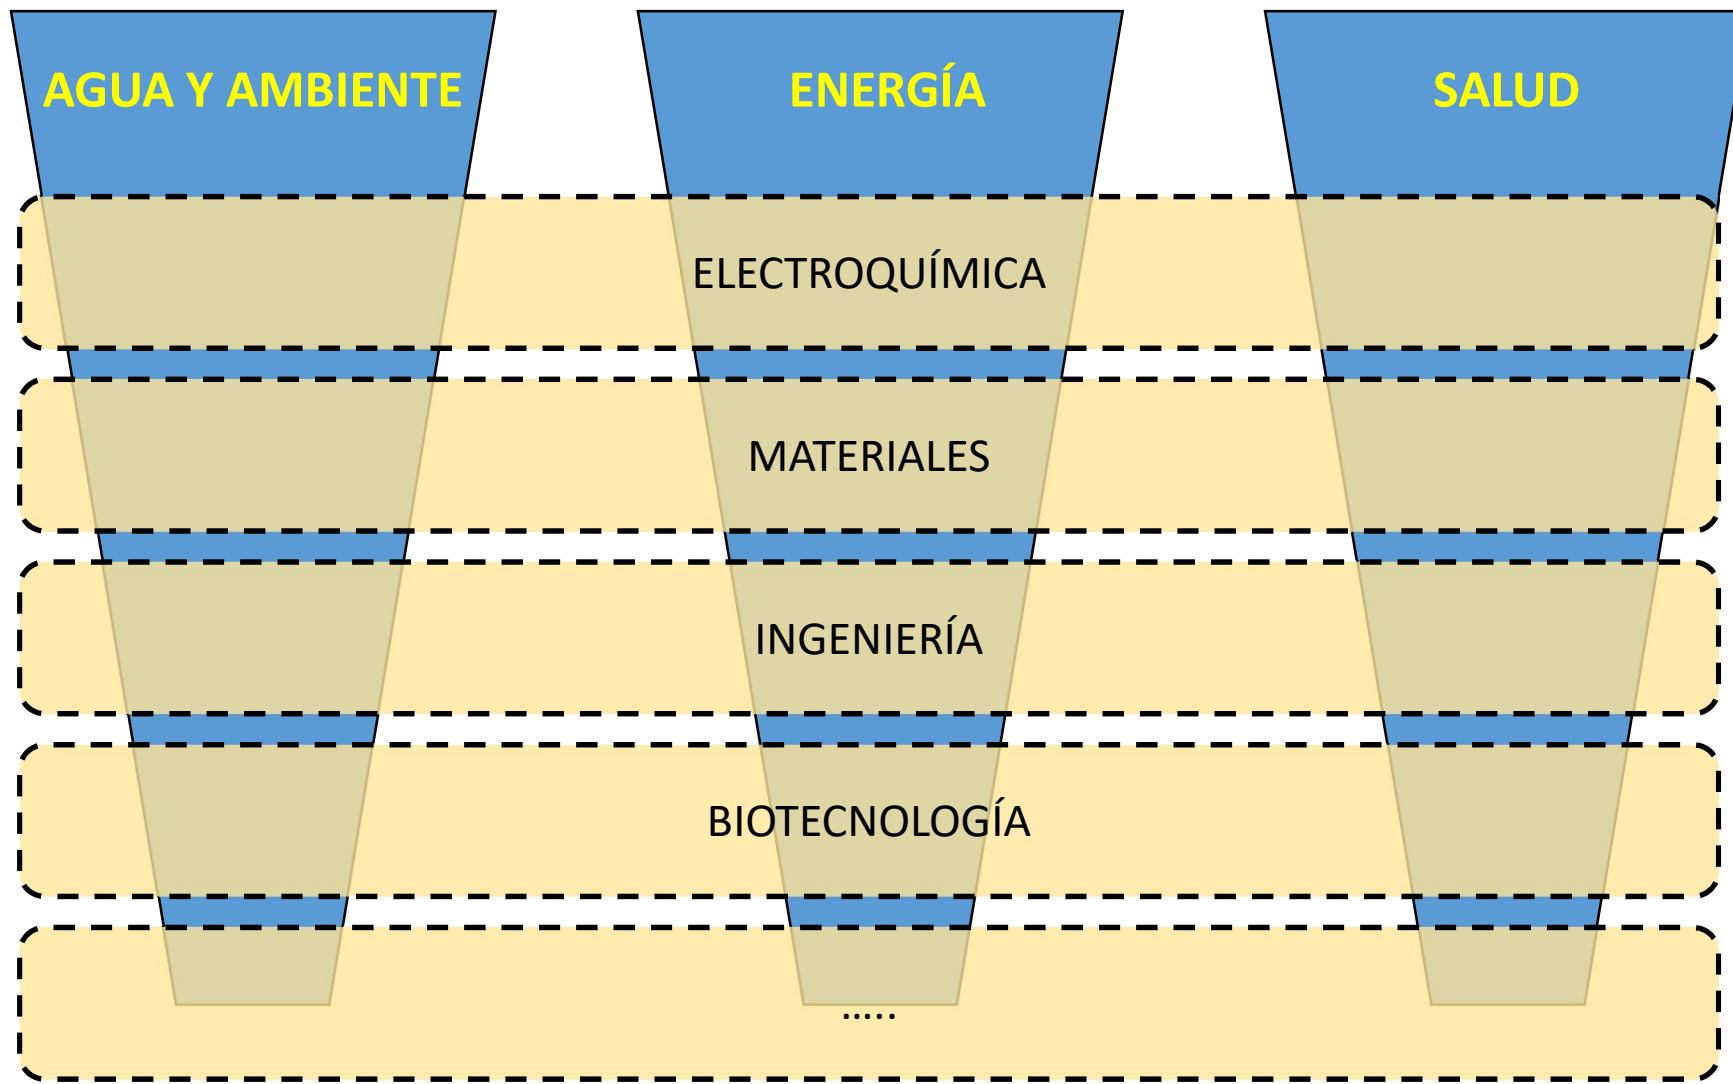 AGUA Y AMBIENTE
ENERGÍA
SALUD
ELECTROQUÍMICA
MATERIALES
INGENIERÍA
BIOTECNOLOGÍA
.....